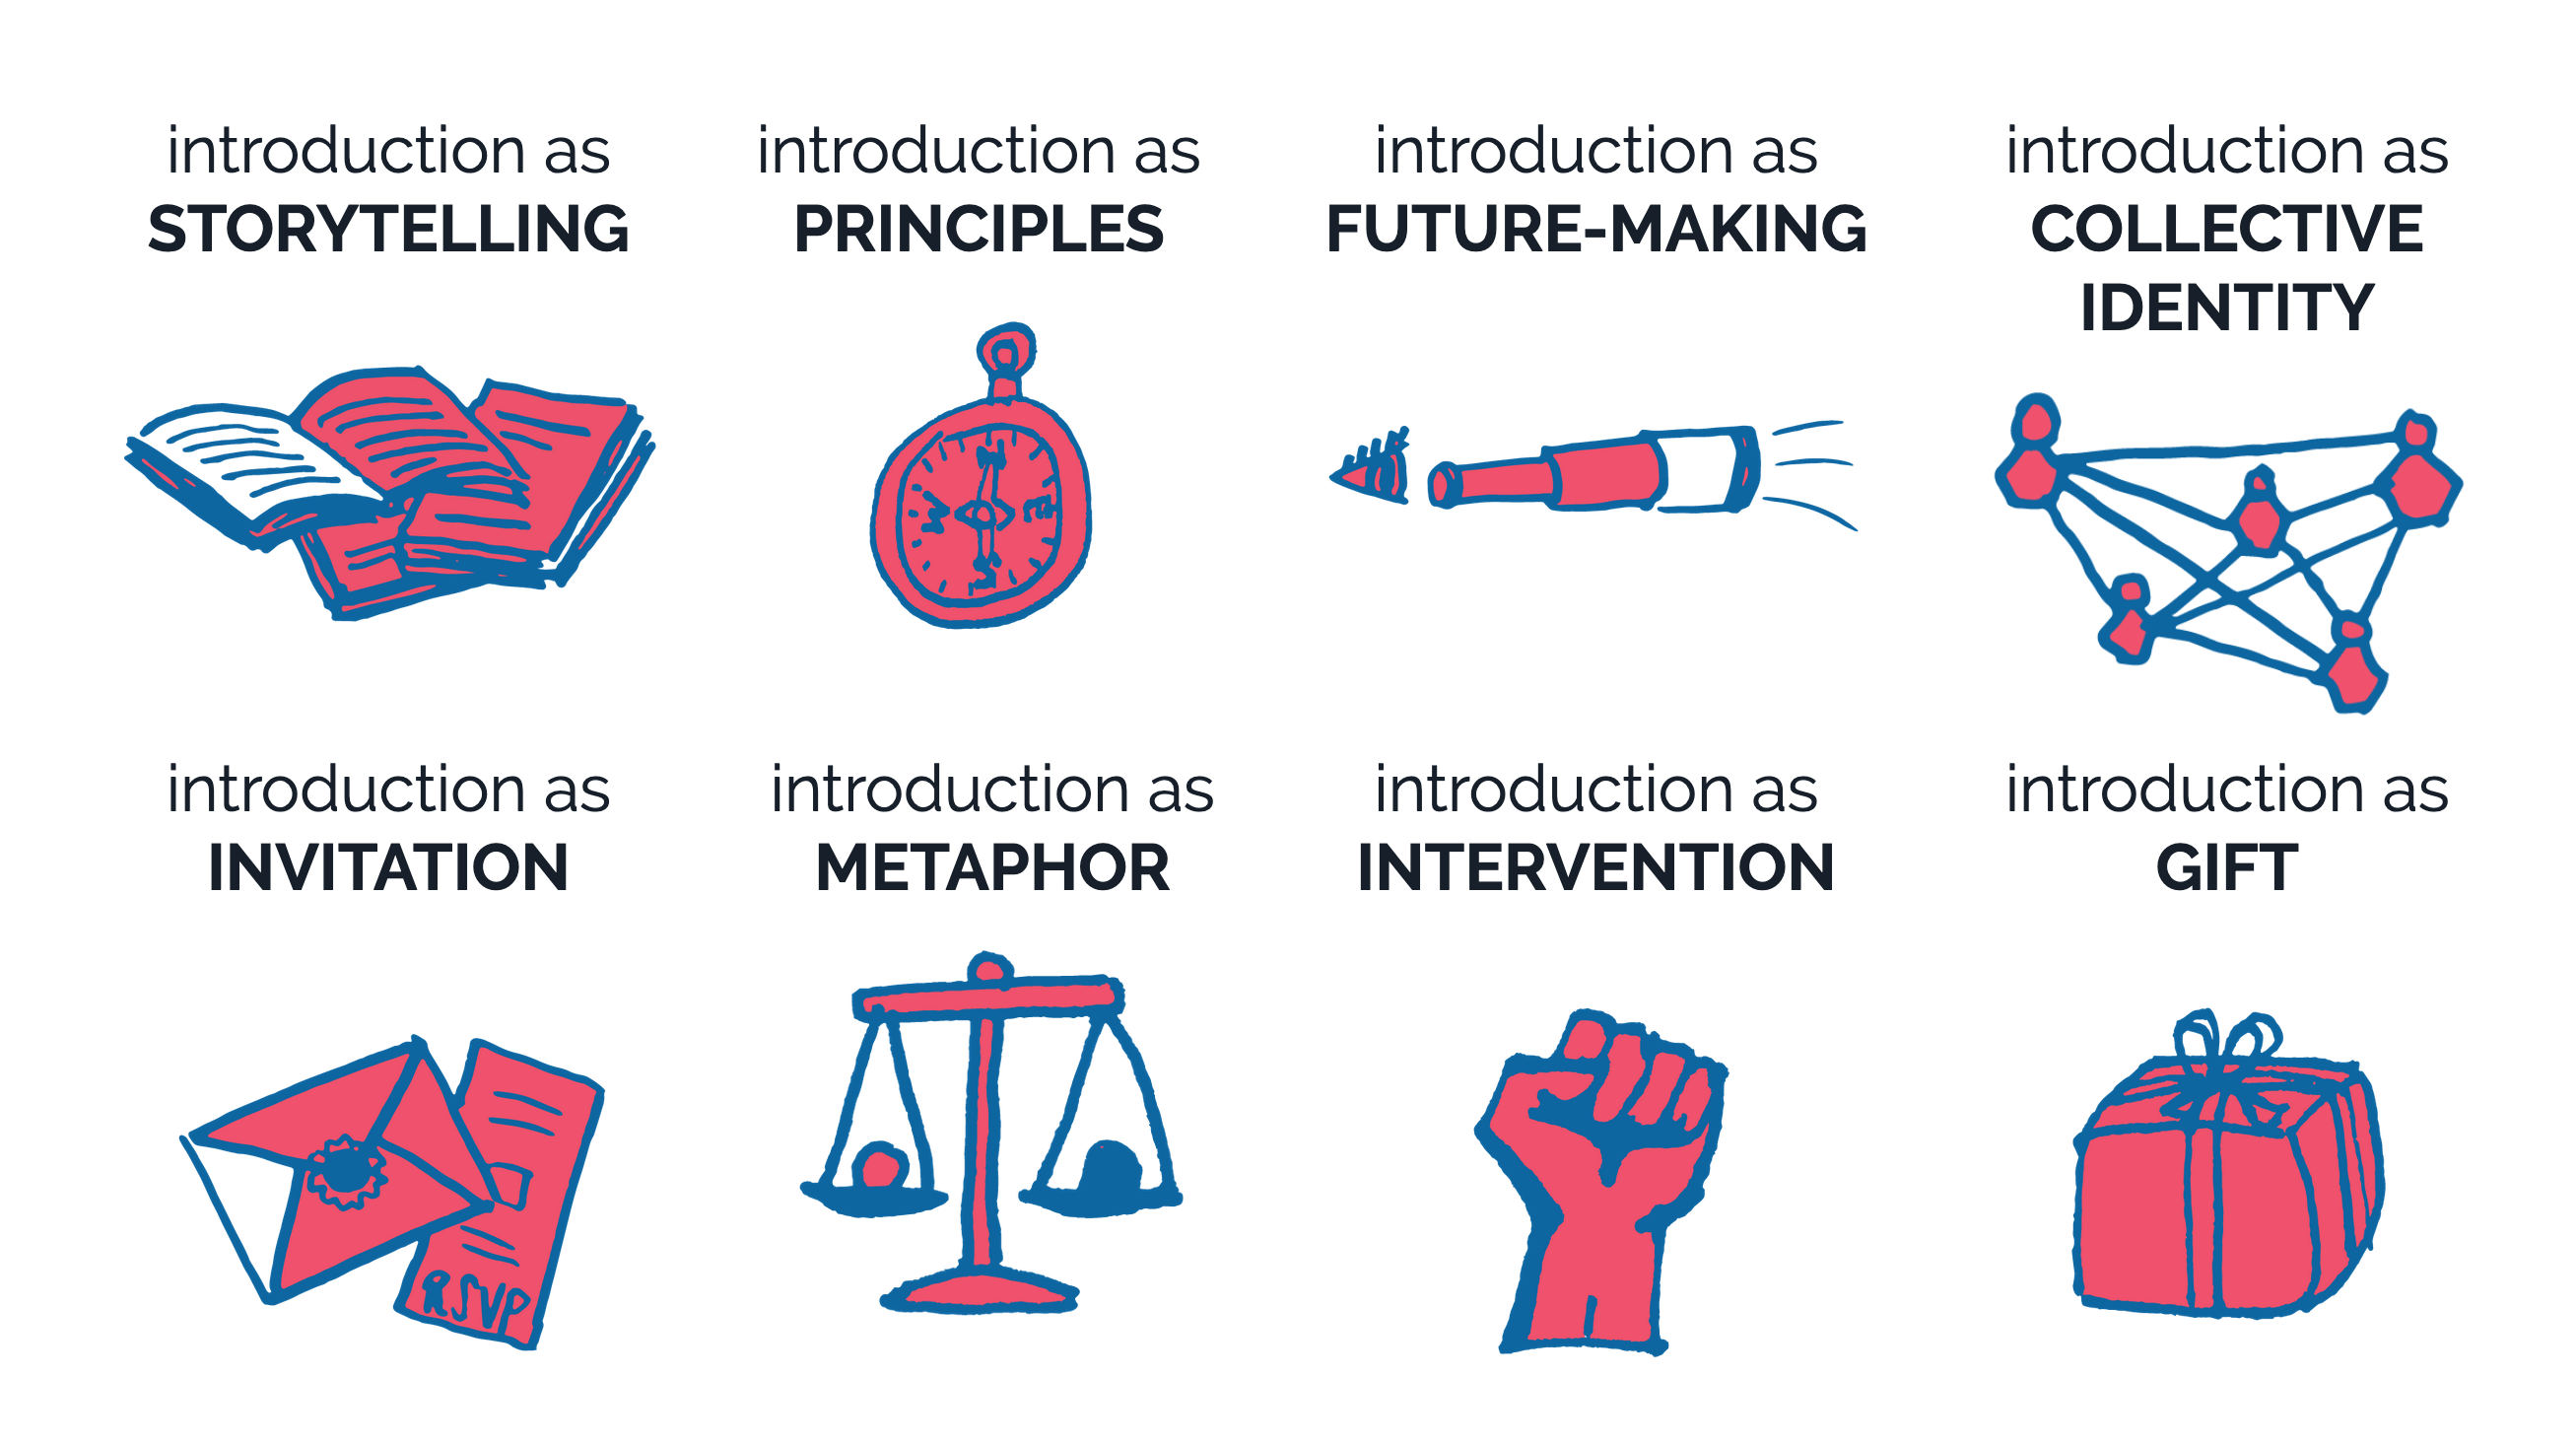 introduction as
STORYTELLING
introduction as
PRINCIPLES
introduction as
FUTURE-MAKING
introduction as
COLLECTIVE
IDENTITY
N
W
E
S
introduction as
INVITATION
introduction as
METAPHOR
introduction as
INTERVENTION
introduction as
GIFT
RSVP